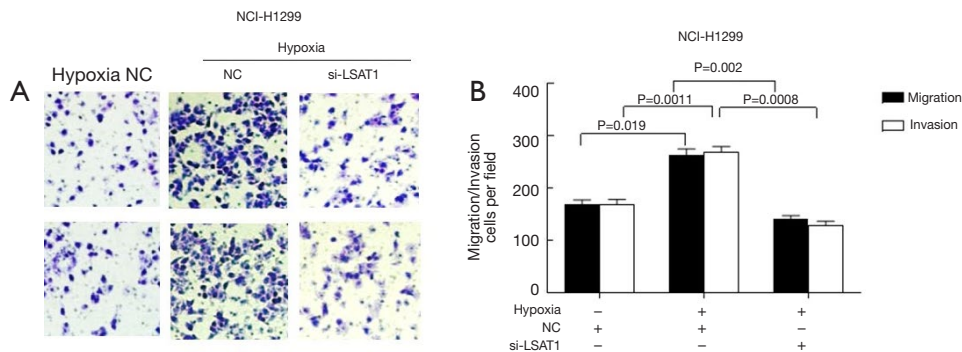 NCI-H1299
Hypoxia
Hypoxia NC
NC
si-LSAT1
A
NCI-H1299
B
P=0.002
P=0.0011
P=0.0008
P=0.019
Migration
Invasion
Migration/Invasion
cells per field
400
300
200
100
0
Hypoxia – + +
NC + + –
si-LSAT1 – – +